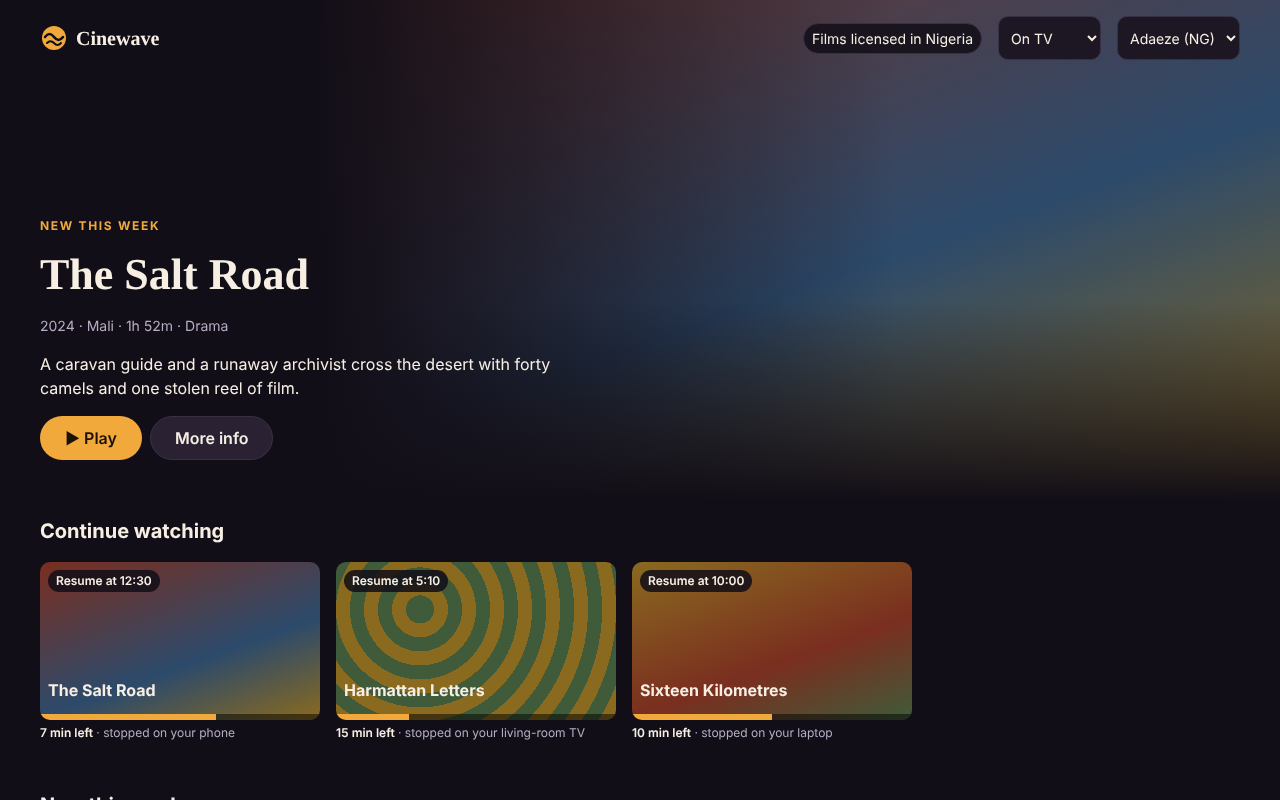 Cinewave
Films licensed in Nigeria
On TV
Adaeze (NG)
NEW THIS WEEK
The Salt Road
2024 · Mali · 1h 52m · Drama
A caravan guide and a runaway archivist cross the desert with forty
camels and one stolen reel of film.
▶ Play
More info
Continue watching
Resume at 12:30
The Salt Road
7 min left · stopped on your phone
Resume at 5:10
Harmattan Letters
15 min left · stopped on your living-room TV
Resume at 10:00
Sixteen Kilometres
10 min left · stopped on your laptop